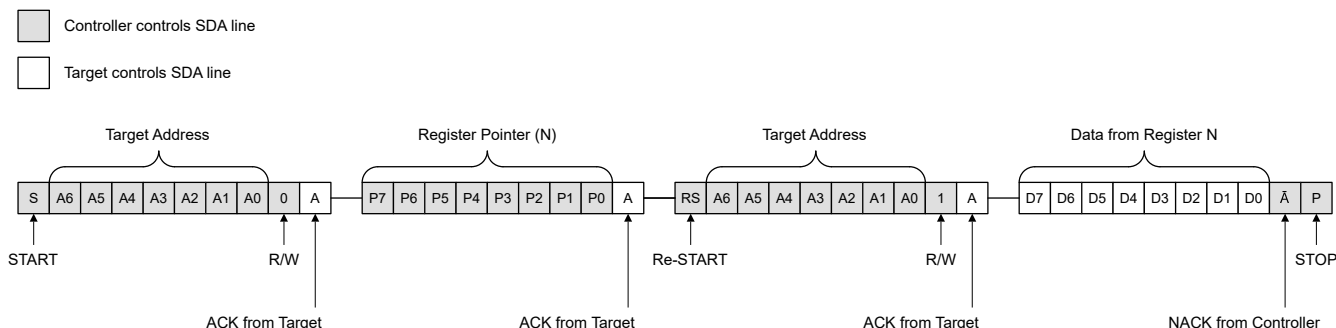 Controller controls SDA line
Target controls SDA line
Target Address Register Pointer (N) Target Address Data from Register N
S A6 A5 A4 A3 A2 A1 A0 0 A P7 P6 P5 P4 P3 P2 P1 P0 A RS A6 A5 A4 A3 A2 A1 A0 1 A D7 D6 D5 D4 D3 D2 D1 D0 Ā P
START R/W Re-START R/W STOP
ACK from Target ACK from Target ACK from Target NACK from Controller